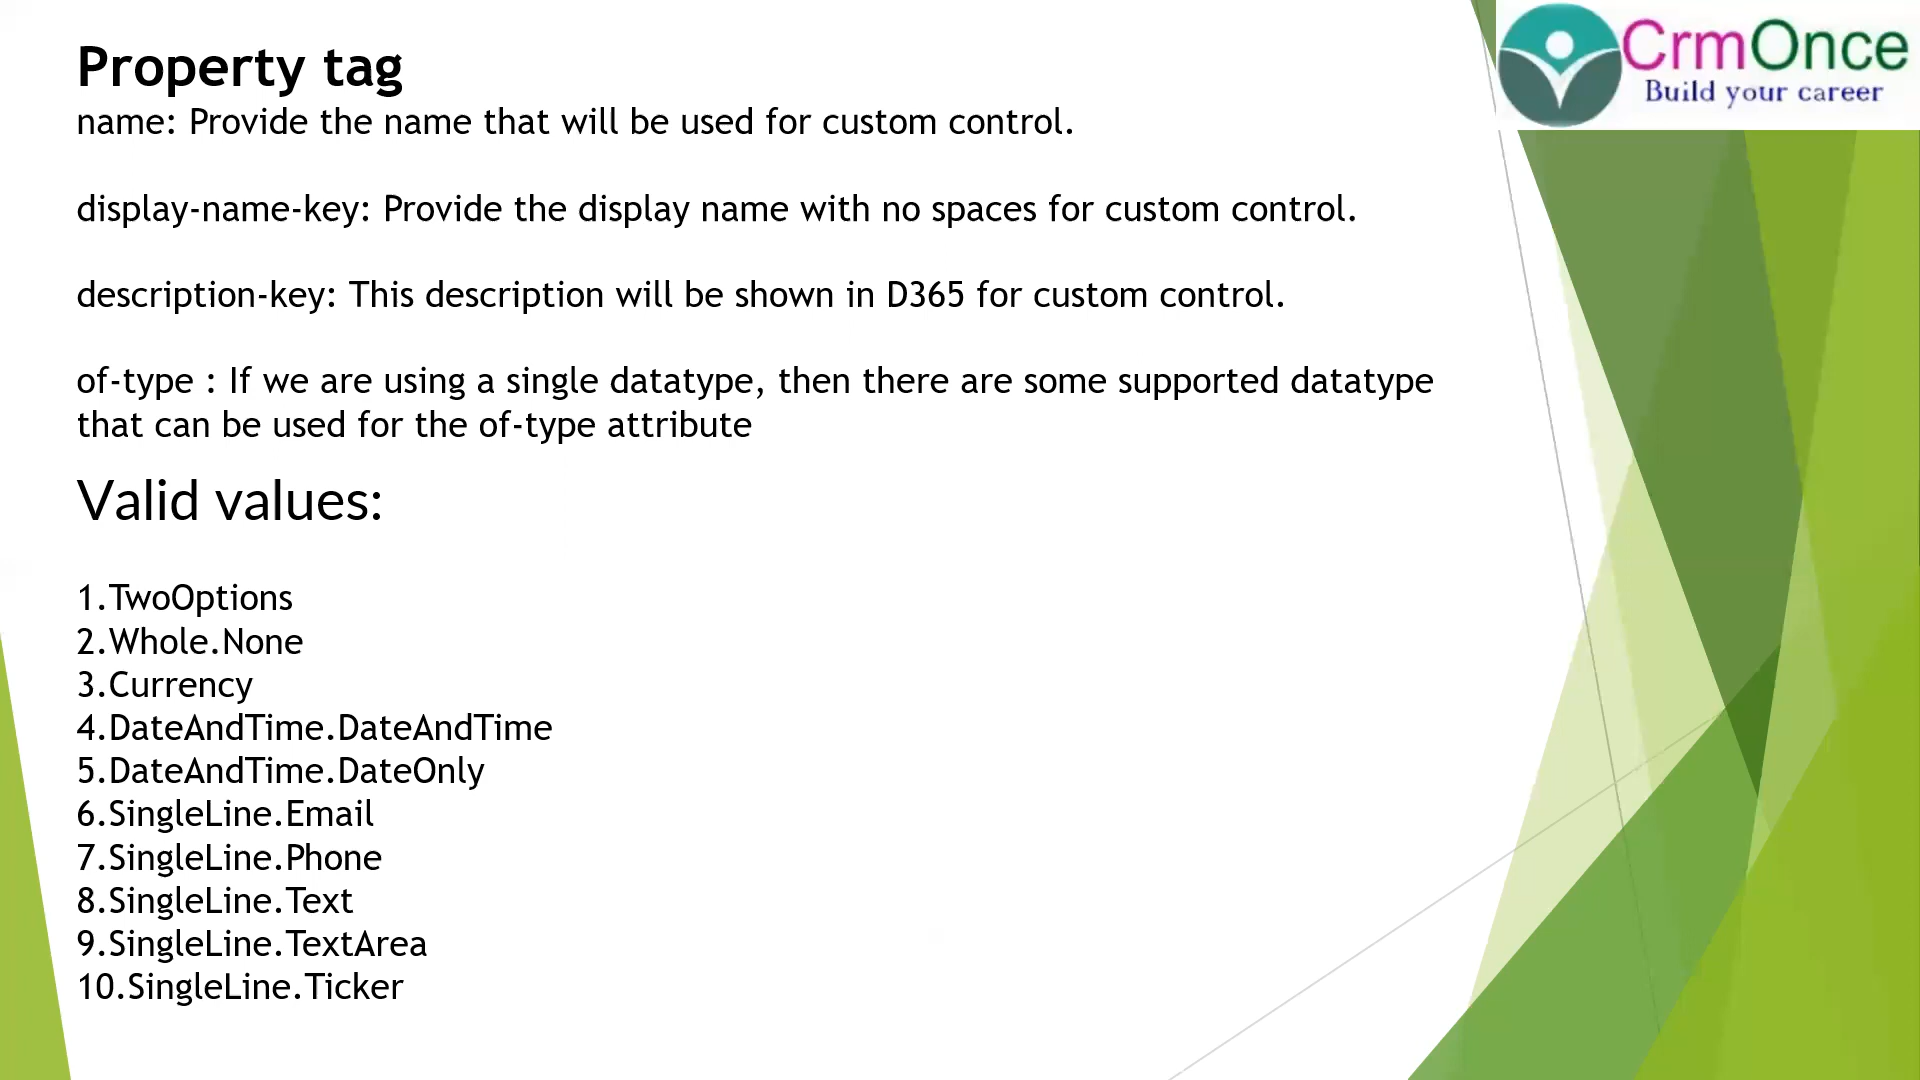 Property tag
CrmOnce
Build your career
name: Provide the name that will be used for custom control.
display-name-key: Provide the display name with no spaces for custom control.
description-key: This description will be shown in D365 for custom control.
of-type : If we are using a single datatype, then there are some supported datatype
that can be used for the of-type attribute
Valid values:
1.TwoOptions
2.Whole.None
3.Currency
4.DateAndTime.DateAndTime
5.DateAndTime.DateOnly
6.SingleLine.Email
7.SingleLine.Phone
8.SingleLine.Text
9.SingleLine.TextArea
10.SingleLine.Ticker